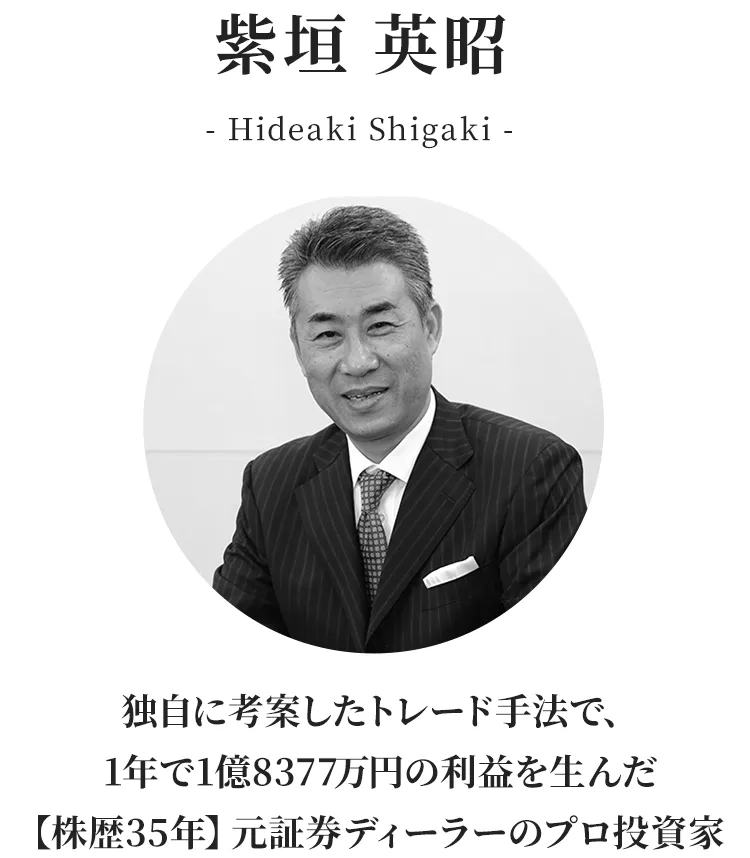 紫垣 英昭
- Hideaki Shigaki -
独自に考案したトレード手法で、
1年で1億8377万円の利益を生んだ
【株歴35年】元証券ディーラーのプロ投資家